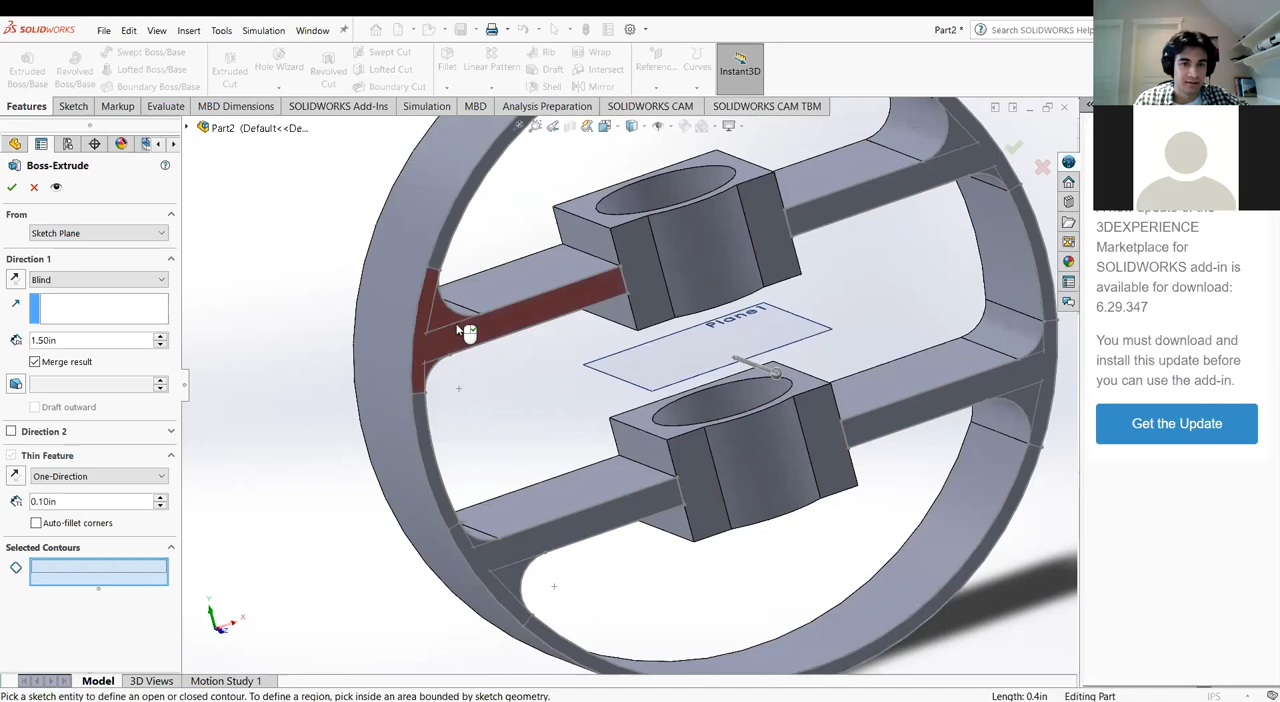 SOLIDWORKS File Edit View Insert Tools Simulation Window Part2 * Search SOLIDWORKS Help
Extruded Boss/Base Revolved Boss/Base Swept Boss/Base Lofted Boss/Base Boundary Boss/Base Extruded Cut Hole Wizard Revolved Cut Swept Cut Lofted Cut Boundary Cut Fillet Linear Pattern Rib Draft Shell Wrap Intersect Mirror Referenc... Curves Instant3D
Features Sketch Markup Evaluate MBD Dimensions SOLIDWORKS Add-Ins Simulation MBD Analysis Preparation SOLIDWORKS CAM SOLIDWORKS CAM TBM
Part2 (Default<<De...
Boss-Extrude
From
Sketch Plane
Direction 1
Blind
1.50in
Merge result
Draft outward
Direction 2
Thin Feature
One-Direction
0.10in
Auto-fillet corners
Selected Contours
Plane1
Y
X
Z
3DEXPERIENCE
Marketplace for
SOLIDWORKS add-in is
available for download:
6.29.347
You must download and
install this update before
you can use the add-in.
Get the Update
Model 3D Views Motion Study 1
Pick a sketch entity to define an open or closed contour. To define a region, pick inside an area bounded by sketch geometry. Length: 0.4in Editing Part IPS